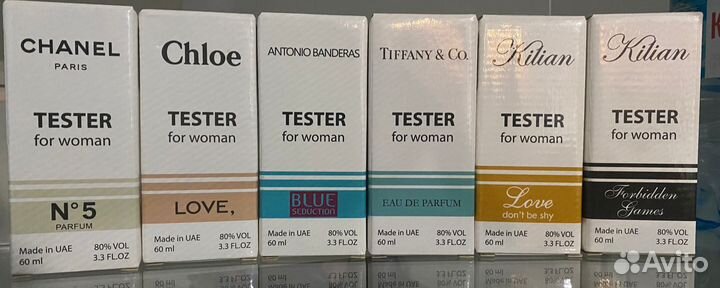 CHANEL
PARIS
TESTER
for woman
N°5
PARFUM
Made in UAE 80% VOL
60 ml 3.3 FL.OZ
Chloe
TESTER
for woman
LOVE,
Made in UAE 80% VOL
60 ml 3.3 FL.OZ
ANTONIO BANDERAS
TESTER
for woman
BLUE
SEDUCTION
Made in UAE 80% VOL
60 ml 3.3 FL.OZ
TIFFANY & CO.
TESTER
for woman
EAU DE PARFUM
Made in UAE 80% VOL
60 ml 3.3 FL.OZ
Kilian
TESTER
for woman
Love
don't be shy
Made in UAE 80% VOL
60 ml 3.3 FL.OZ
Kilian
TESTER
for woman
Forbidden
Games
Made in UAE 80% VOL
60 ml 3.3 FL.OZ
Avito